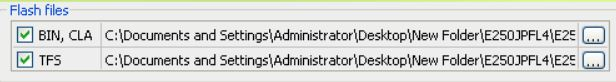 Flash files
BIN, CLA C:\Documents and Settings\Administrator\Desktop\New Folder\E250JPFL4\E25 ...
TFS C:\Documents and Settings\Administrator\Desktop\New Folder\E250JPFL4\E25 ...